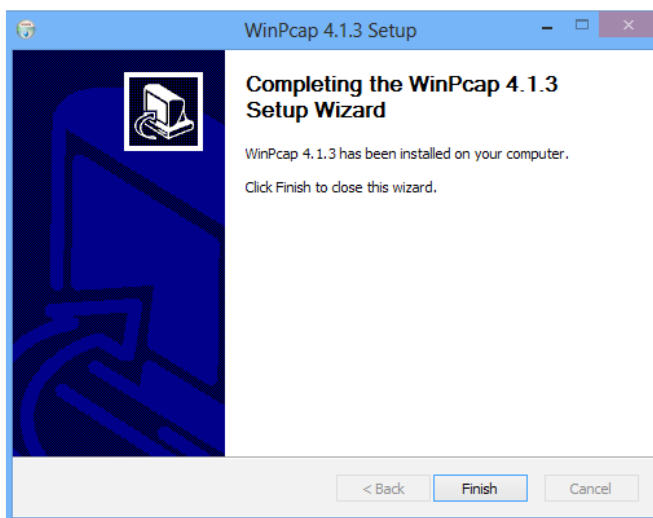 WinPcap 4.1.3 Setup
Completing the WinPcap 4.1.3
Setup Wizard
WinPcap 4.1.3 has been installed on your computer.
Click Finish to close this wizard.
< Back
Finish
Cancel